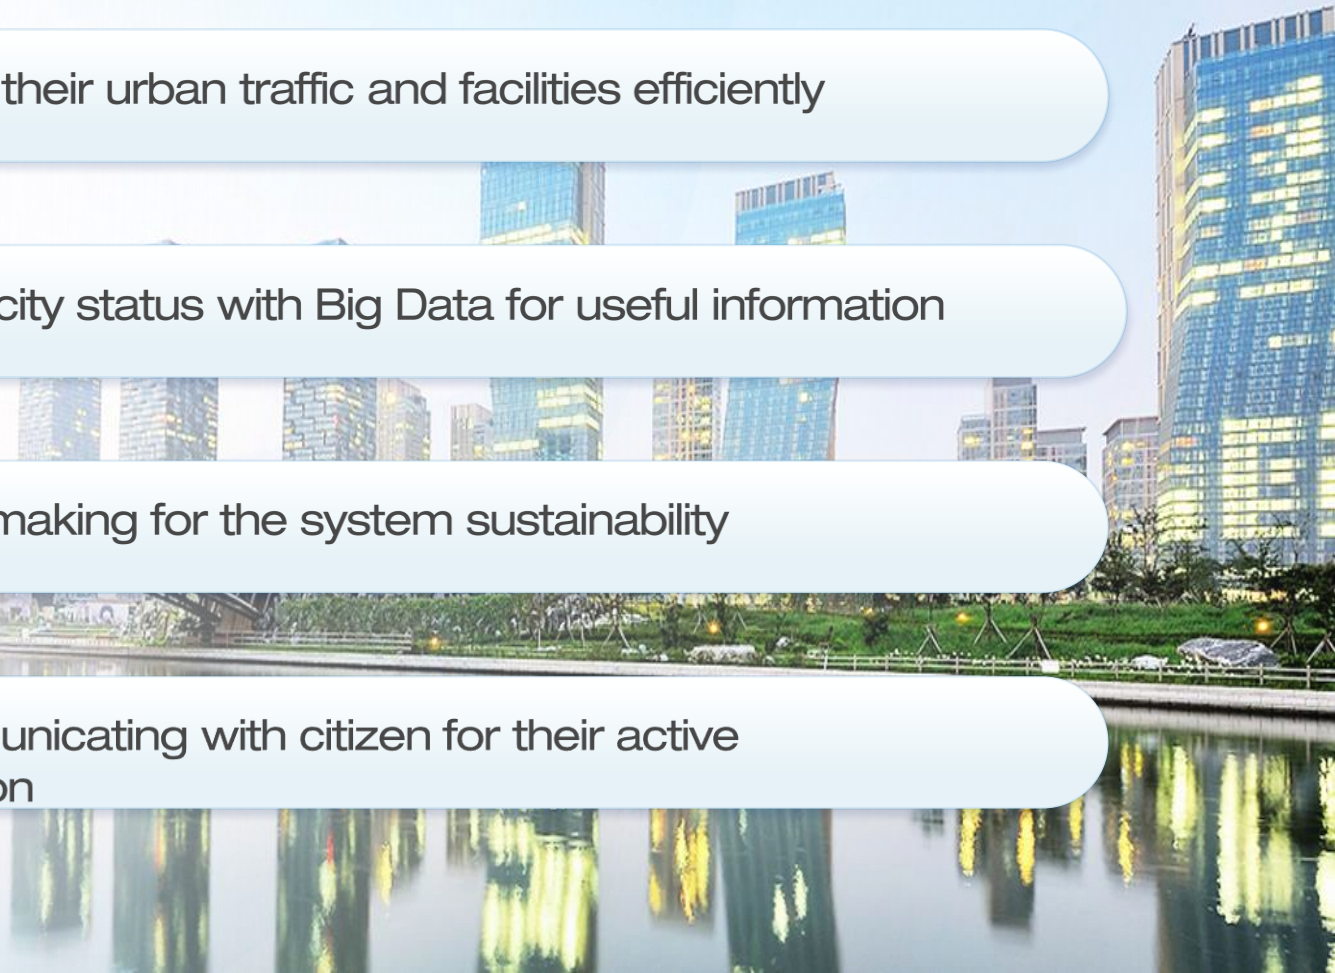 their urban traffic and facilities efficiently
city status with Big Data for useful information
making for the system sustainability
unicating with citizen for their active
on